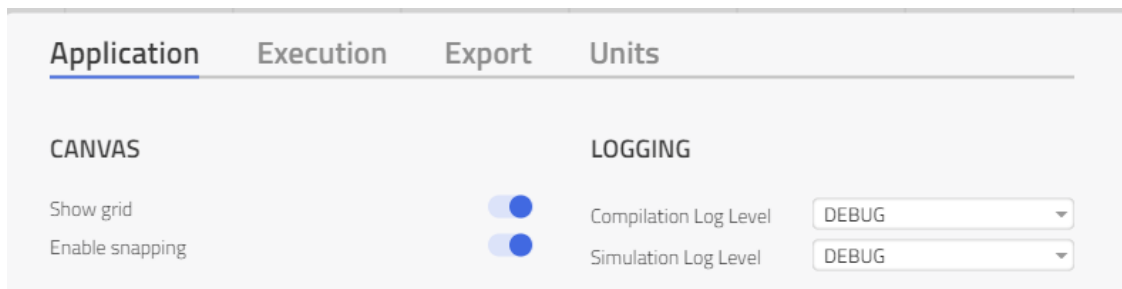 Application Execution Export Units
CANVAS
Show grid
Enable snapping
LOGGING
Compilation Log Level DEBUG
Simulation Log Level DEBUG